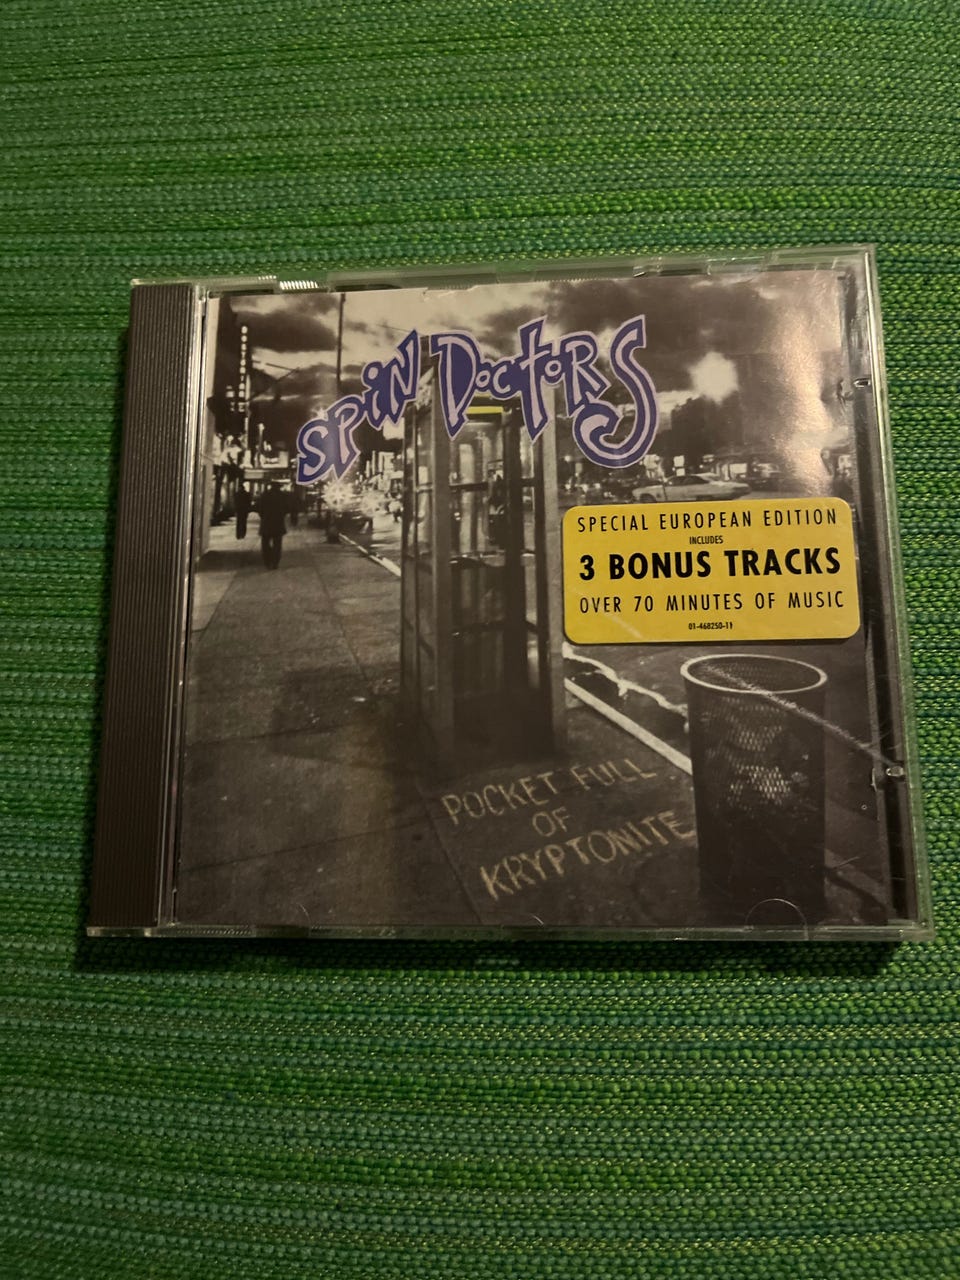 SPIN DOCTORS
SPECIAL EUROPEAN EDITION
INCLUDES
3 BONUS TRACKS
OVER 70 MINUTES OF MUSIC
01-468250-11
POCKET FULL
OF
KRYPTONITE